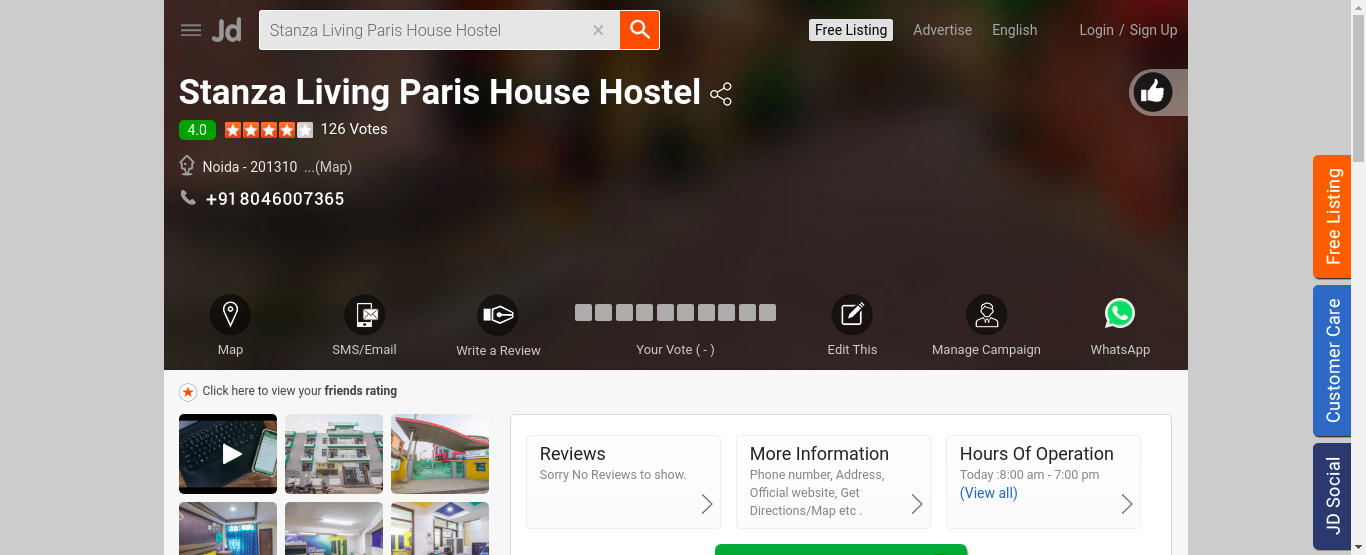 Jd
Stanza Living Paris House Hostel
Free Listing
Advertise
English
Login / Sign Up
Stanza Living Paris House Hostel
4.0
126 Votes
Noida - 201310 ...(Map)
+918046007365
Map
SMS/Email
Write a Review
Your Vote ( - )
Edit This
Manage Campaign
WhatsApp
Free Listing
Customer Care
JD Social
Click here to view your friends rating
Reviews
Sorry No Reviews to show.
More Information
Phone number, Address,
Official website, Get
Directions/Map etc .
Hours Of Operation
Today :8:00 am - 7:00 pm
(View all)